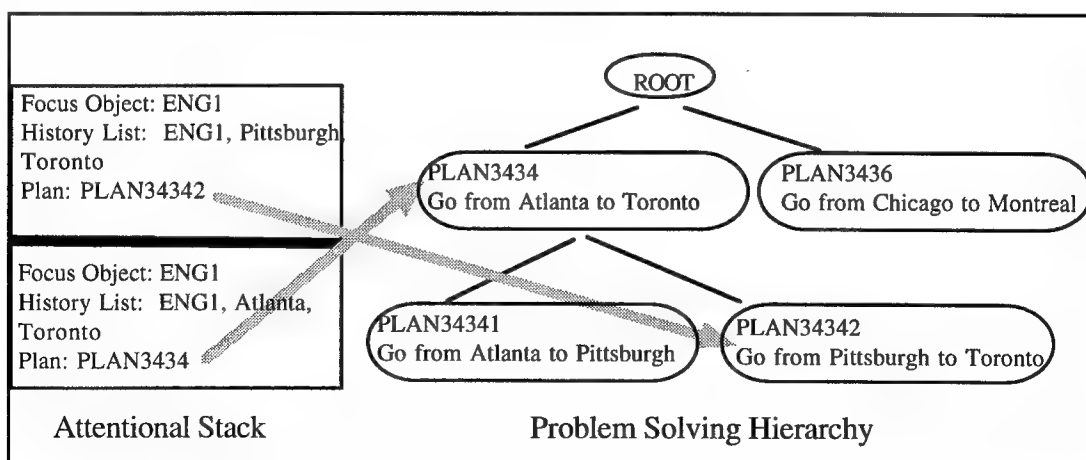 Focus Object: ENG1
History List: ENG1, Pittsburgh,
Toronto
Plan: PLAN34342
Focus Object: ENG1
History List: ENG1, Atlanta,
Toronto
Plan: PLAN3434
Attentional Stack
ROOT
PLAN3434
Go from Atlanta to Toronto
PLAN3436
Go from Chicago to Montreal
PLAN34341
Go from Atlanta to Pittsburgh
PLAN34342
Go from Pittsburgh to Toronto
Problem Solving Hierarchy